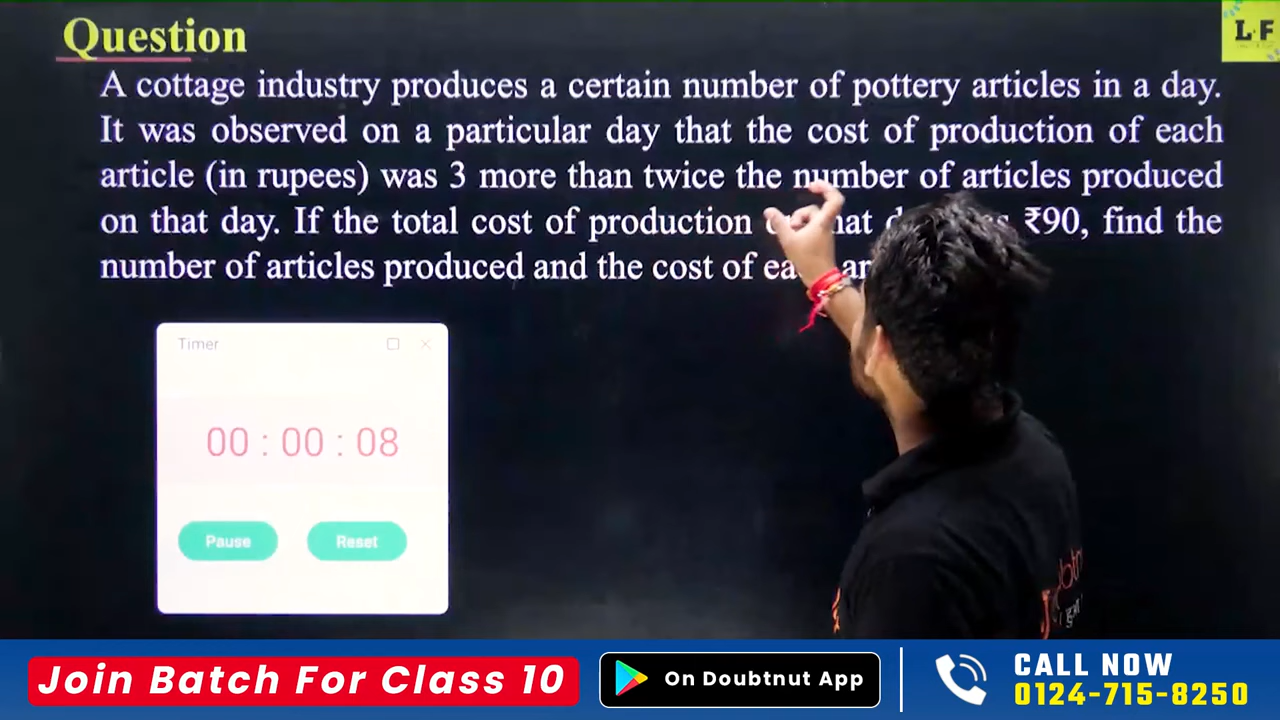 Question
L F
A cottage industry produces a certain number of pottery articles in a day.
It was observed on a particular day that the cost of production of each
article (in rupees) was 3 more than twice the number of articles produced
on that day. If the total cost of production ₹90, find the
number of articles produced and the cost of
Timer
00 : 00 : 08
Pause
Reset
Join Batch For Class 10
On Doubtnut App
CALL NOW
0124-715-8250